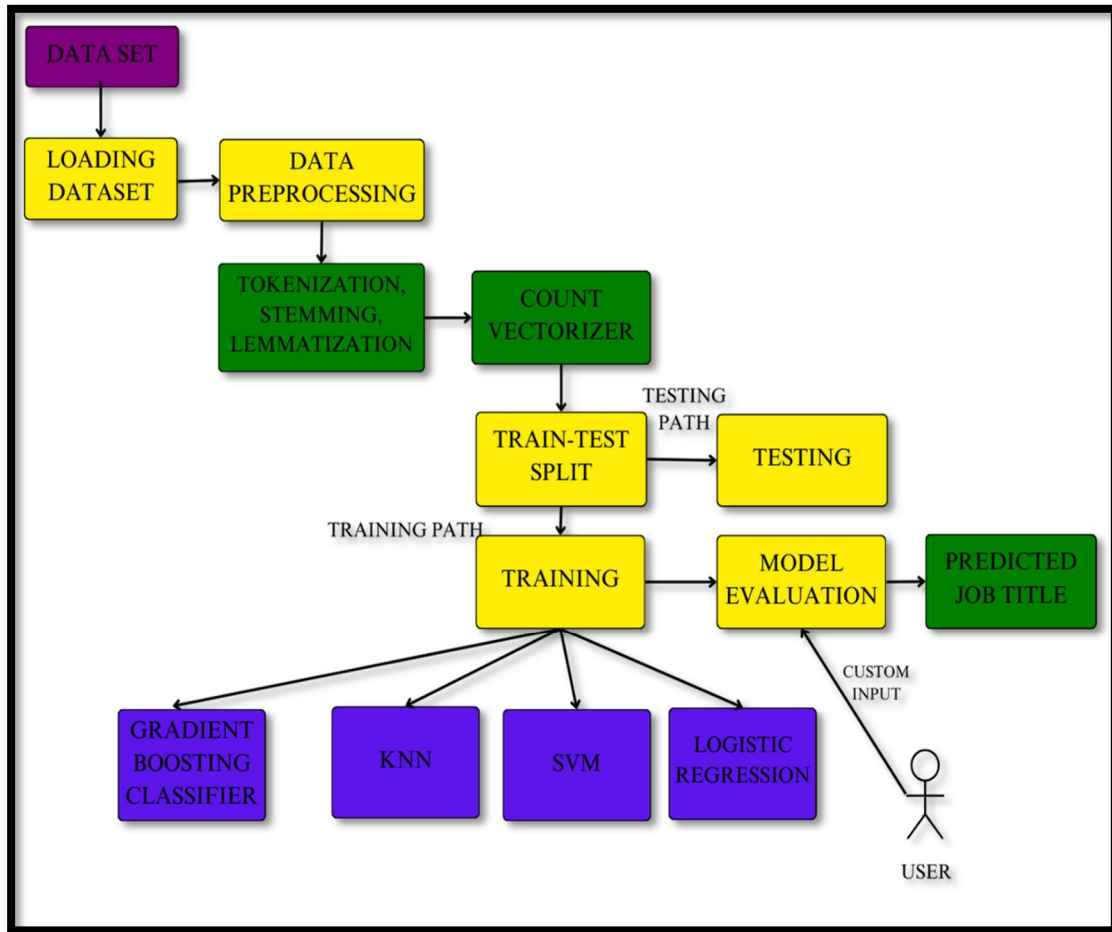 DATA SET
LOADING
DATASET
DATA
PREPROCESSING
TOKENIZATION,
STEMMING,
LEMMATIZATION
COUNT
VECTORIZER
TESTING
PATH
TRAIN-TEST
SPLIT
TESTING
TRAINING PATH
TRAINING
MODEL
EVALUATION
PREDICTED
JOB TITLE
CUSTOM
INPUT
GRADIENT
BOOSTING
CLASSIFIER
KNN
SVM
LOGISTIC
REGRESSION
USER